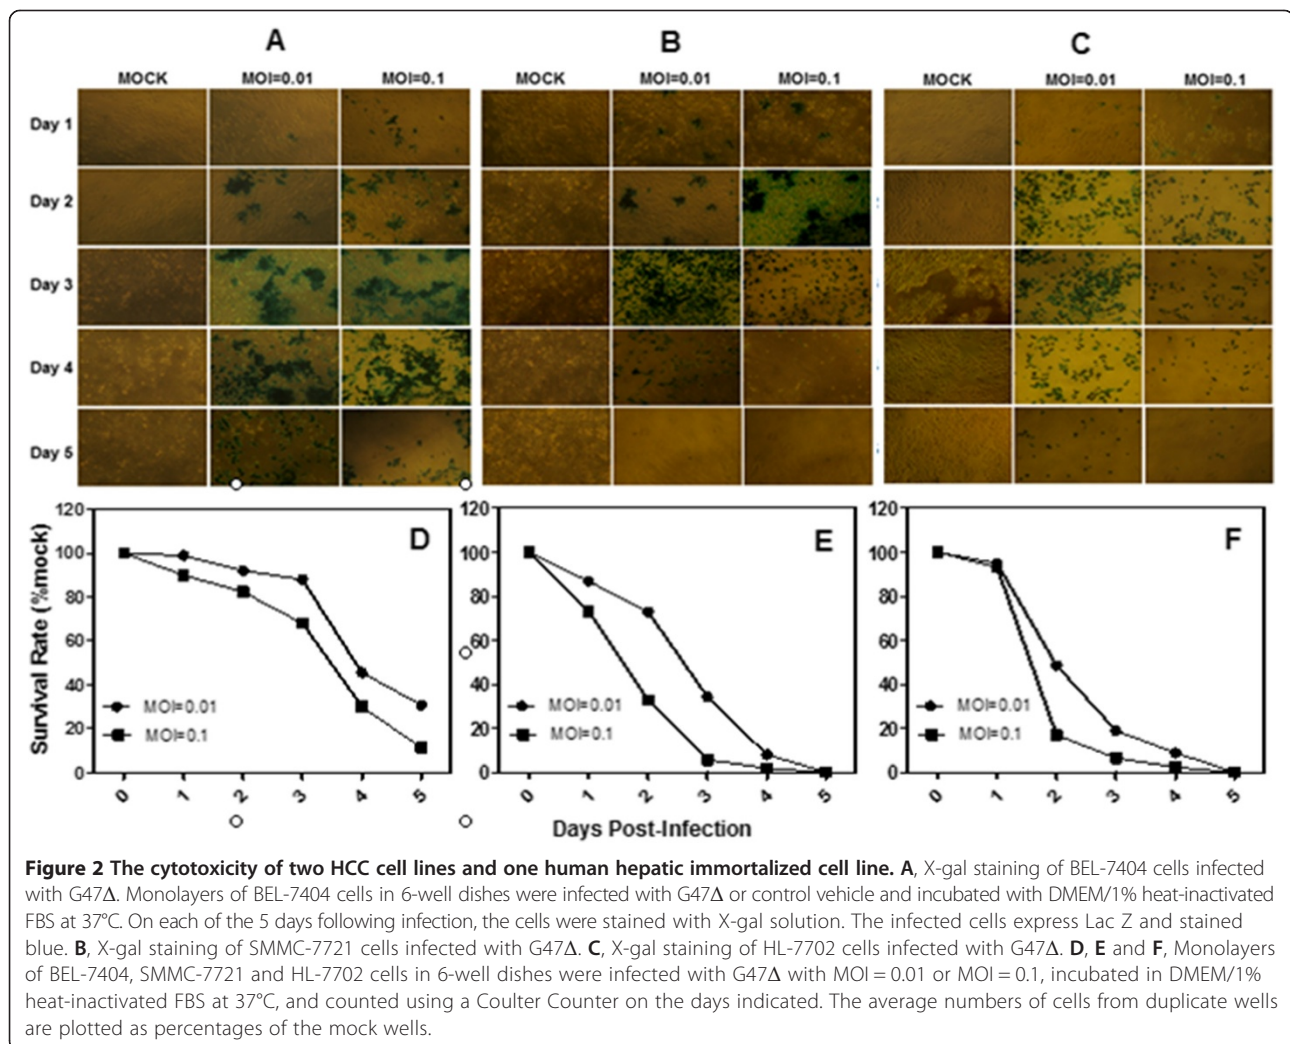 A B C
MOCK MOI=0.01 MOI=0.1 MOCK MOI=0.01 MOI=0.1 MOCK MOI=0.01 MOI=0.1
Day 1
Day 2
Day 3
Day 4
Day 5
Survival Rate (%mock)
120
100
80
60
40
20
0
D
MOI=0.01
MOI=0.1
0 1 2 3 4 5
120
100
80
60
40
20
0
E
MOI=0.01
MOI=0.1
0 1 2 3 4 5
120
100
80
60
40
20
0
F
MOI=0.01
MOI=0.1
0 1 2 3 4 5
Days Post-Infection
Figure 2 The cytotoxicity of two HCC cell lines and one human hepatic immortalized cell line. A, X-gal staining of BEL-7404 cells infected
with G47Δ. Monolayers of BEL-7404 cells in 6-well dishes were infected with G47Δ or control vehicle and incubated with DMEM/1% heat-inactivated
FBS at 37°C. On each of the 5 days following infection, the cells were stained with X-gal solution. The infected cells express Lac Z and stained
blue. B, X-gal staining of SMMC-7721 cells infected with G47Δ. C, X-gal staining of HL-7702 cells infected with G47Δ. D, E and F, Monolayers
of BEL-7404, SMMC-7721 and HL-7702 cells in 6-well dishes were infected with G47Δ with MOI = 0.01 or MOI = 0.1, incubated in DMEM/1%
heat-inactivated FBS at 37°C, and counted using a Coulter Counter on the days indicated. The average numbers of cells from duplicate wells
are plotted as percentages of the mock wells.